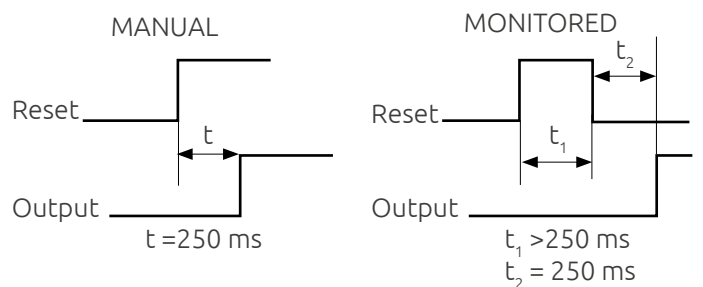 MANUAL
Reset
t
Output
t =250 ms
MONITORED
t₂
Reset
t₁
Output
t₁ >250 ms
t₂ = 250 ms